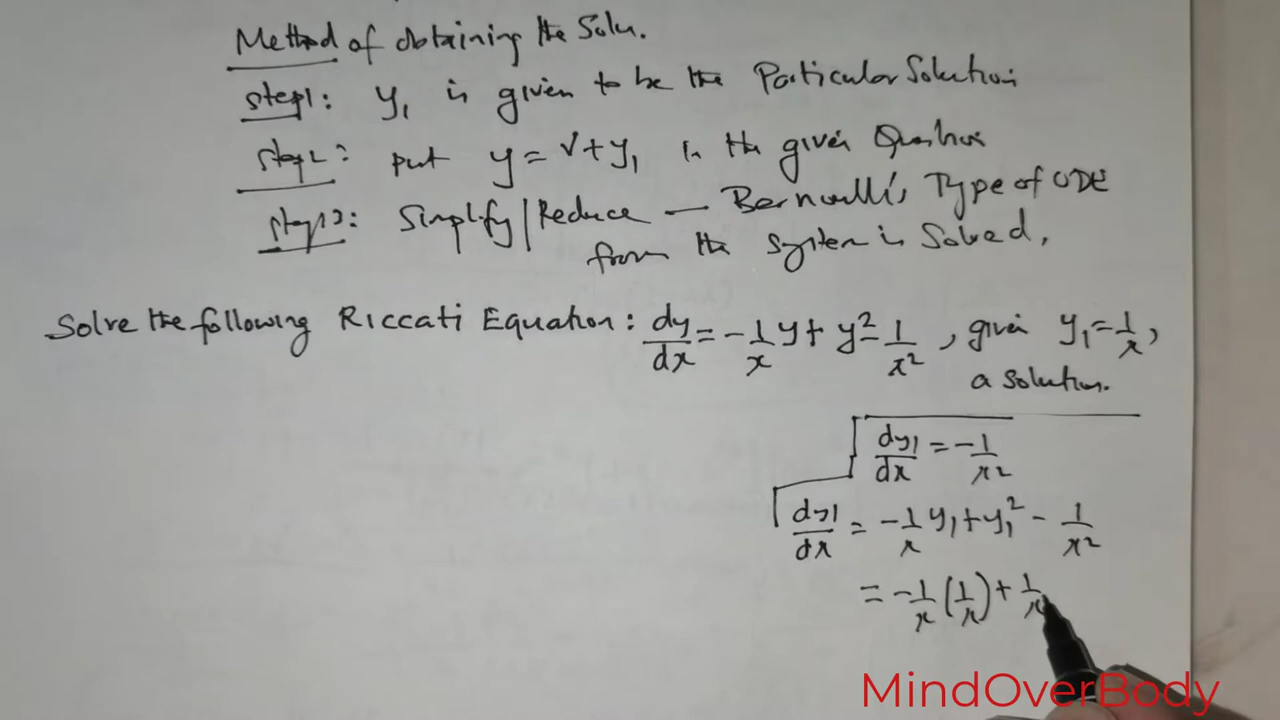 Method of obtaining the Soln.
Step1: y₁ is given to be the Particular Solution
Step2: put y = v + y₁ in the given Question
Step3: Simplify/Reduce — Bernoulli's Type of ODE
from the system is Solved.
Solve the following Riccati Equation: dy/dx = -1/x y + y² - 1/x², given y₁ = 1/x,
a solution.
dy₁/dx = -1/x²
dy₁/dx = -1/x y₁ + y₁² - 1/x²
= -1/x (1/x) + 1/x
MindOverBody